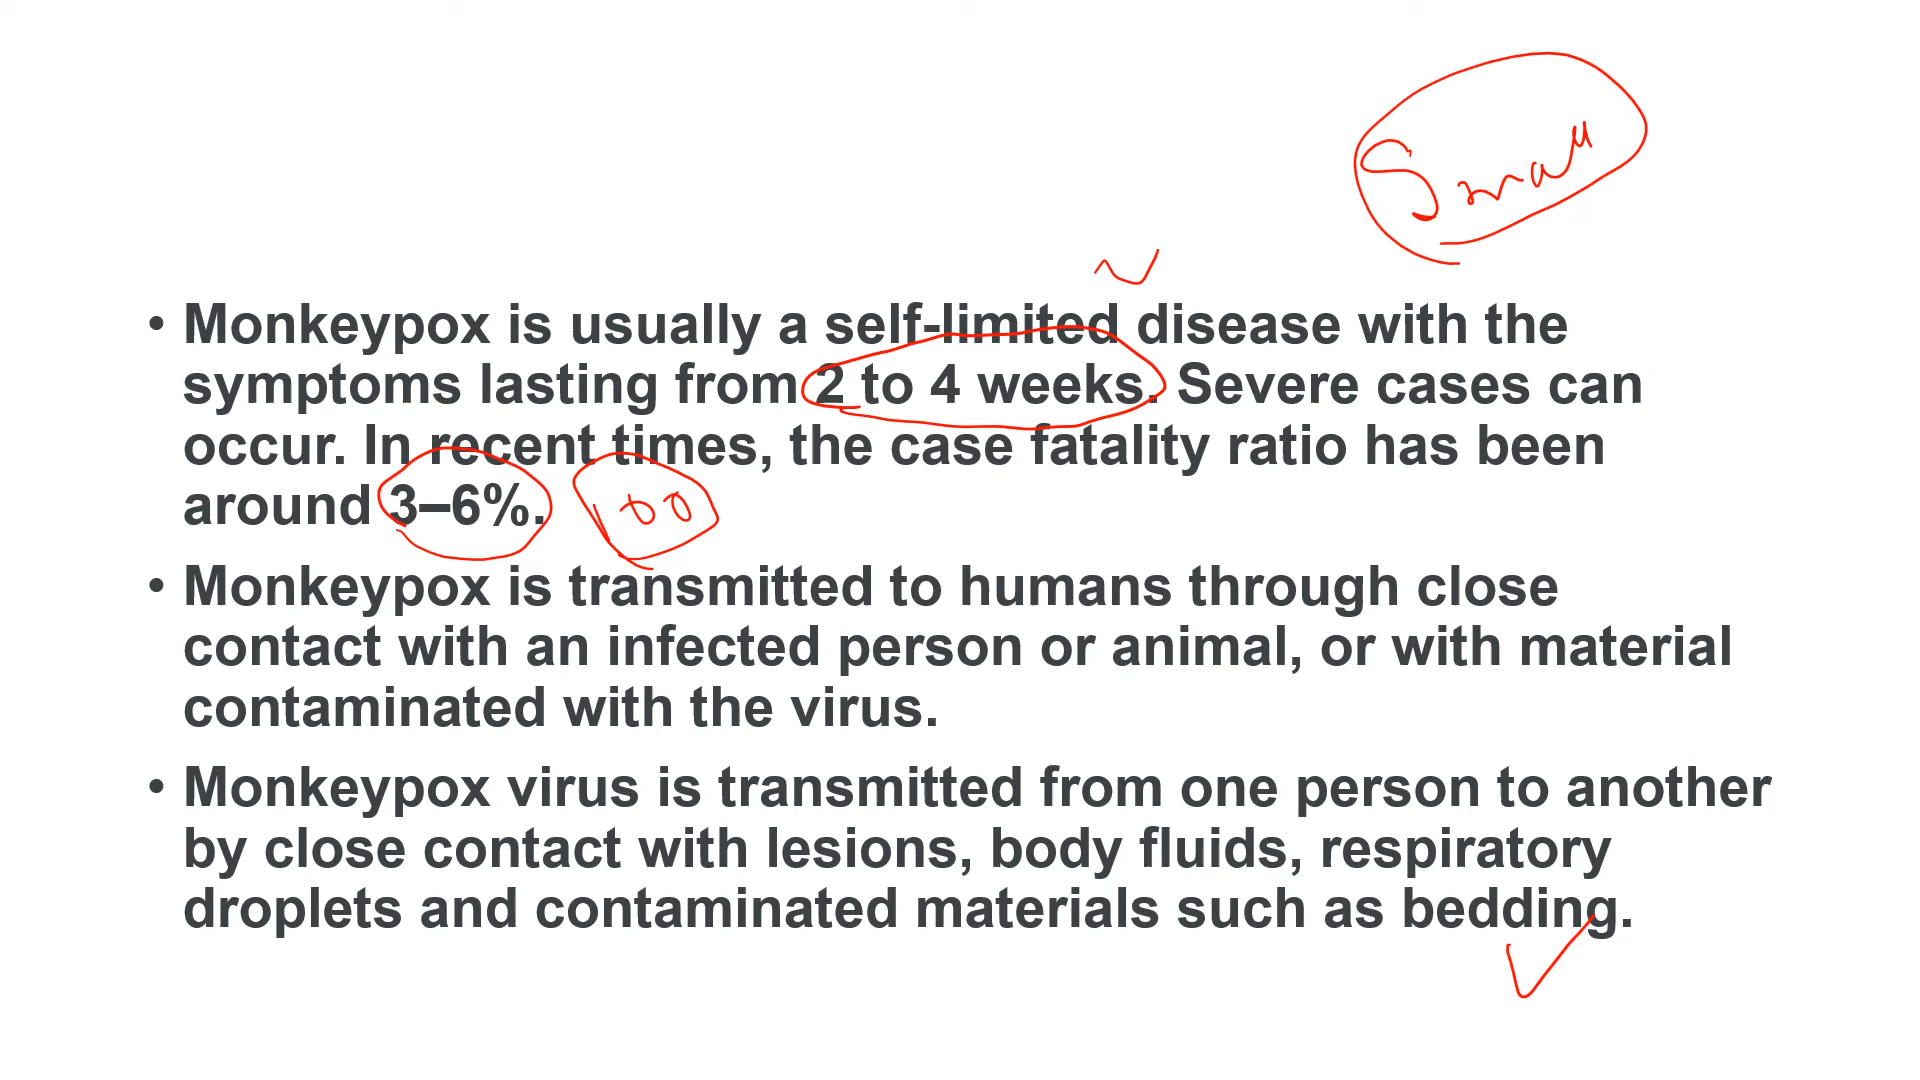 Small
• Monkeypox is usually a self-limited disease with the
symptoms lasting from 2 to 4 weeks. Severe cases can
occur. In recent times, the case fatality ratio has been
around 3–6%. 100
• Monkeypox is transmitted to humans through close
contact with an infected person or animal, or with material
contaminated with the virus.
• Monkeypox virus is transmitted from one person to another
by close contact with lesions, body fluids, respiratory
droplets and contaminated materials such as bedding.